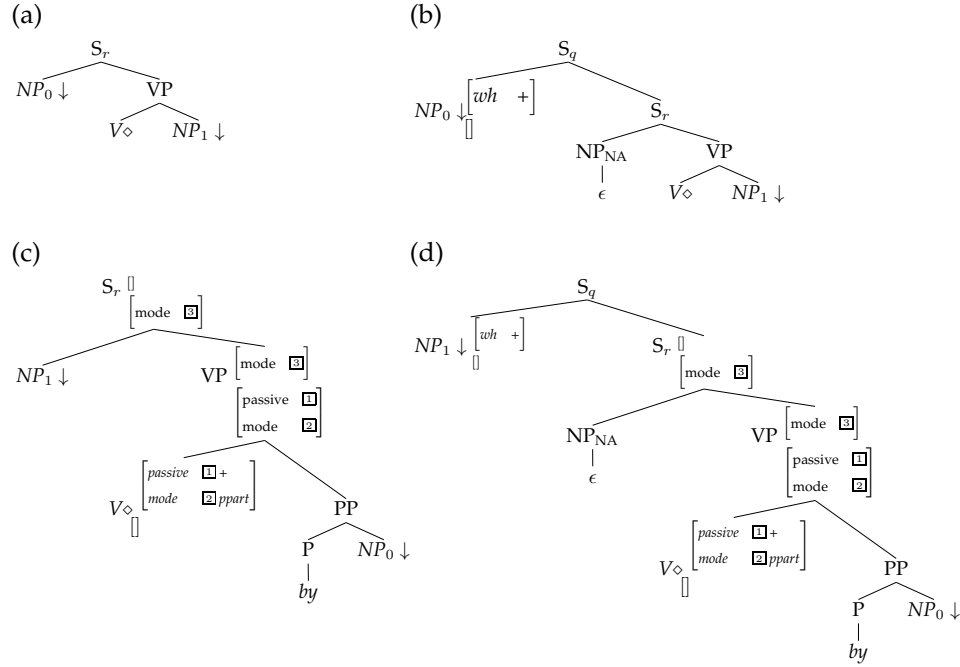 (a) (b)
S_r
NP_0 ↓ VP
V◇ NP_1 ↓
S_q
NP_0 ↓ [wh +]
[]
S_r
NP_NA VP
ϵ V◇ NP_1 ↓
(c) (d)
S_r []
[mode 3]
NP_1 ↓ VP [mode 3]
[passive 1
mode 2]
V◇ [passive 1 +
mode 2 ppart]
[]
PP
P NP_0 ↓
by
S_q
NP_1 ↓ [wh +]
[]
S_r []
[mode 3]
NP_NA VP [mode 3]
ϵ
[passive 1
mode 2]
V◇ [passive 1 +
mode 2 ppart]
[]
PP
P NP_0 ↓
by